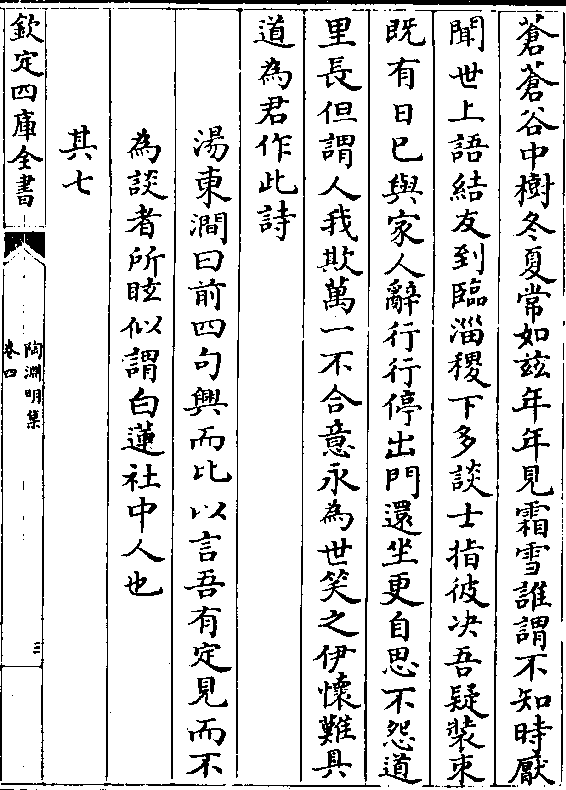 蒼蒼谷中樹冬夏常如兹年年見霜雪誰謂不知時厭
聞世上語結友到臨淄稷下多談士指彼决吾疑裝束
既有日已與家人辭行行停出門還坐更自思不怨道
里長但謂人我欺萬一不合意永為世笑之伊懷難具
道為君作此詩
湯東澗曰前四句興而比以言吾有定見而不
為談者所眩似謂白蓮社中人也
其七
欽定四庫全書
陶淵明集
卷四
三